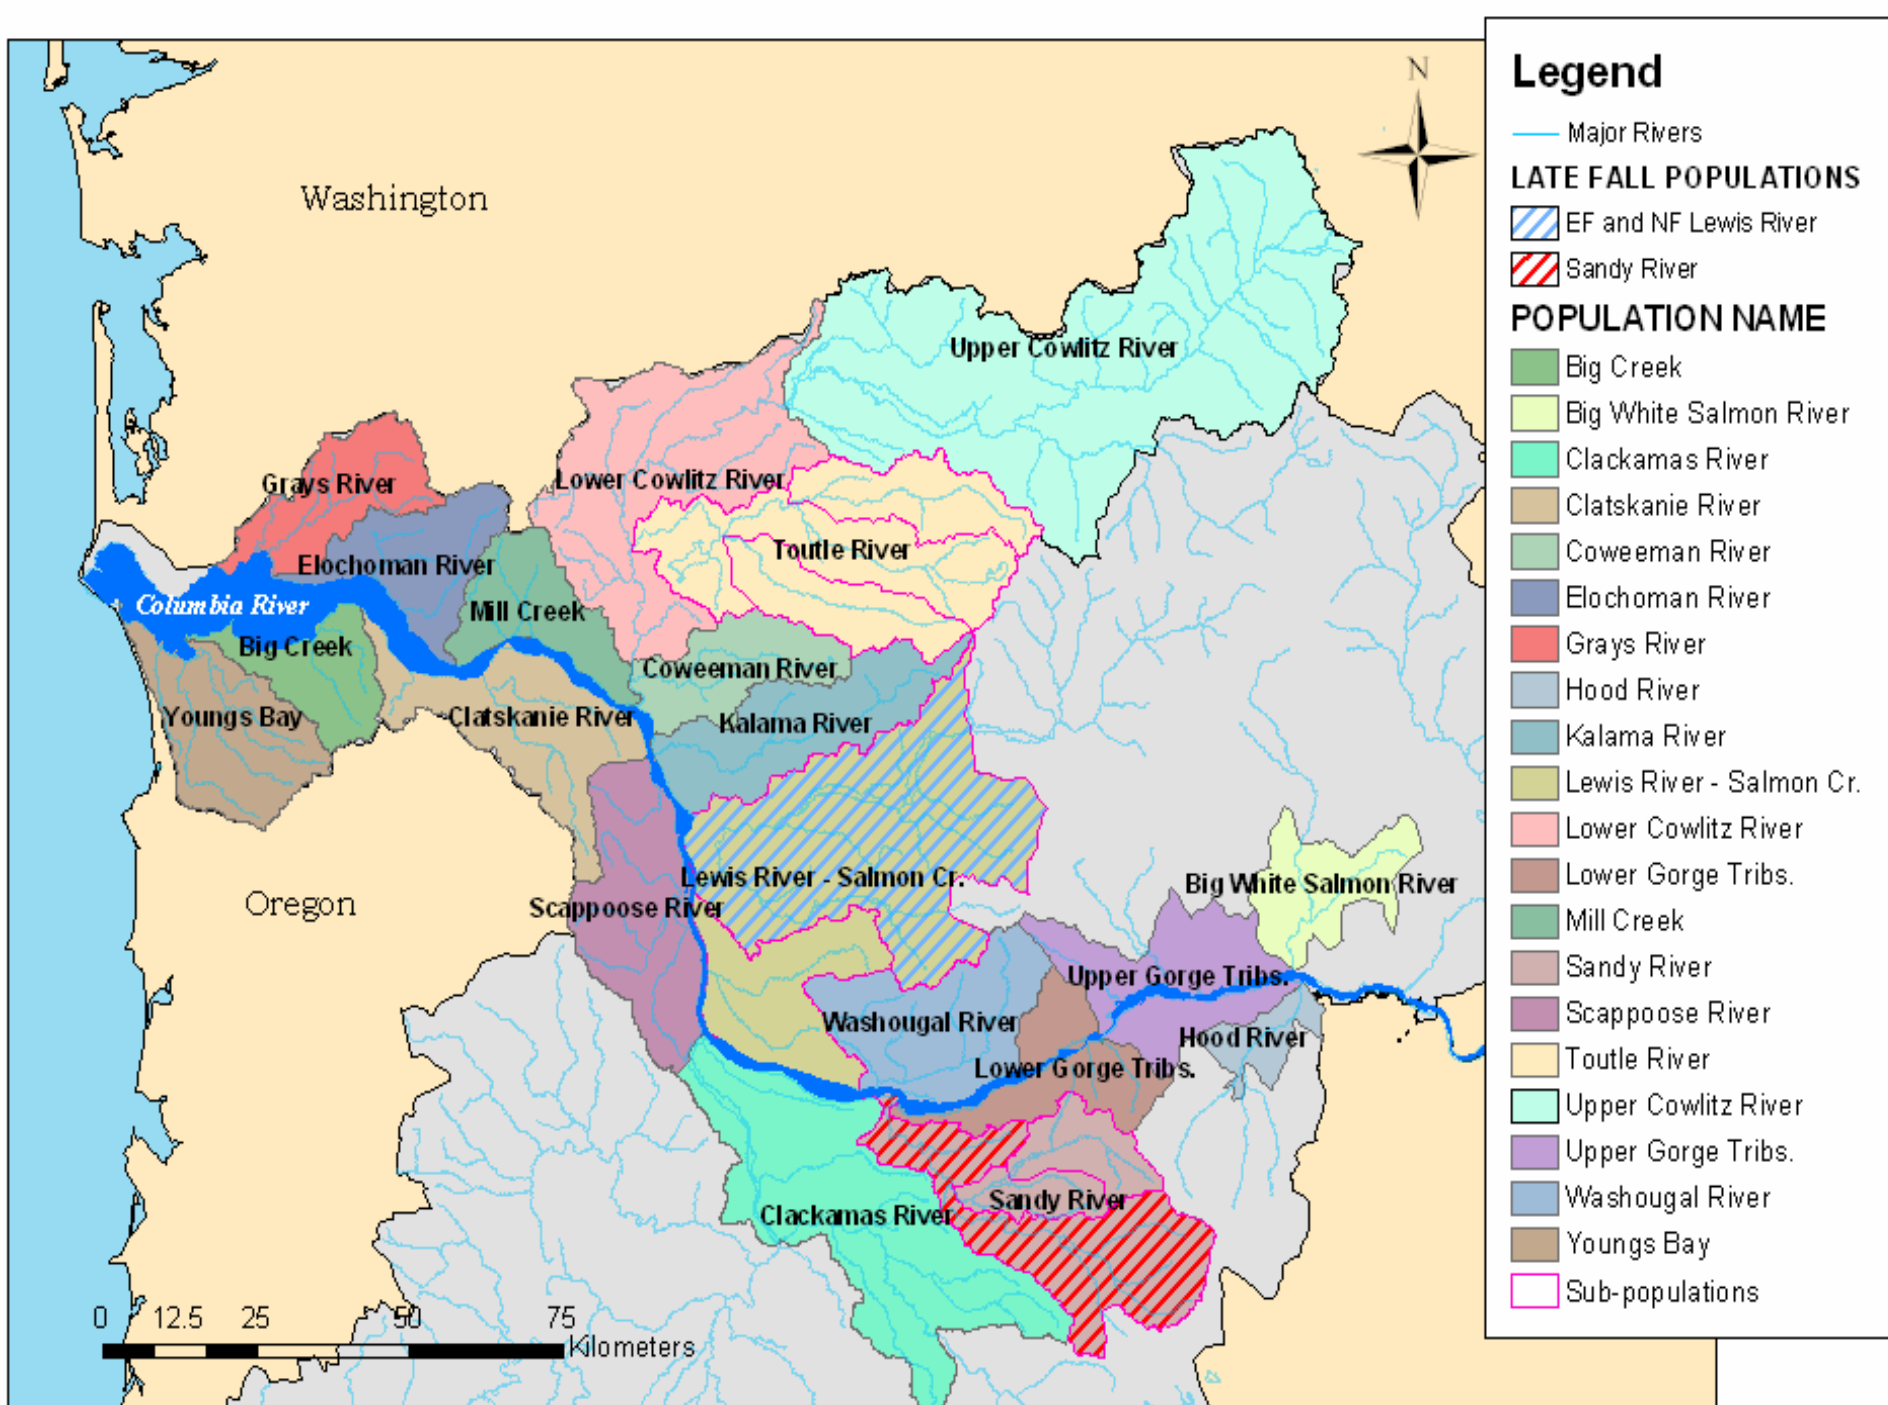 Legend
N
Major Rivers
LATE FALL POPULATIONS
EF and NF Lewis River
Sandy River
POPULATION NAME
Big Creek
Big White Salmon River
Clackamas River
Clatskanie River
Coweeman River
Elochoman River
Grays River
Hood River
Kalama River
Lewis River - Salmon Cr.
Lower Cowlitz River
Lower Gorge Tribs.
Mill Creek
Sandy River
Scappoose River
Toutle River
Upper Cowlitz River
Upper Gorge Tribs.
Washougal River
Youngs Bay
Sub-populations
Washington
Upper Cowlitz River
Grays River
Lower Cowlitz River
Toutle River
Elochoman River
Columbia River
Mill Creek
Big Creek
Coweeman River
Youngs Bay
Clatskanie River
Kalama River
Lewis River - Salmon Cr.
Big White Salmon River
Oregon
Scappoose River
Upper Gorge Tribs.
Washougal River
Hood River
Lower Gorge Tribs.
Sandy River
Clackamas River
0 12.5 25 50 75
Kilometers